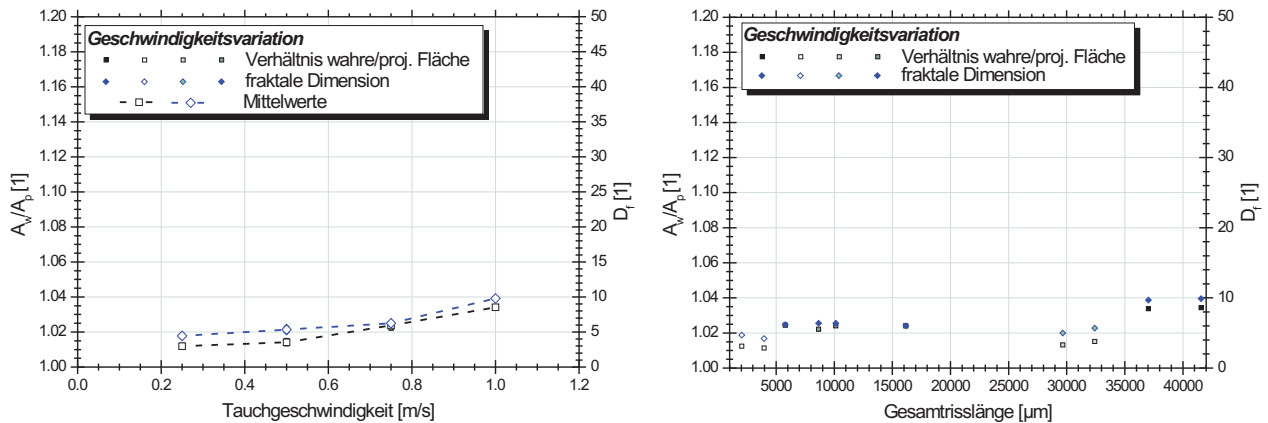 1.20
1.18
1.16
1.14
1.12
1.10
1.08
1.06
1.04
1.02
1.00
A_w/A_p [1]
Geschwindigkeitsvariation
Verhältnis wahre/proj. Fläche
fraktale Dimension
Mittelwerte
50
45
40
35
30
25
20
15
10
5
0
D_f [1]
0.0 0.2 0.4 0.6 0.8 1.0 1.2
Tauchgeschwindigkeit [m/s]
1.20
1.18
1.16
1.14
1.12
1.10
1.08
1.06
1.04
1.02
1.00
A_w/A_p [1]
Geschwindigkeitsvariation
Verhältnis wahre/proj. Fläche
fraktale Dimension
50
40
30
20
10
0
D_f [1]
5000 10000 15000 20000 25000 30000 35000 40000
Gesamtrisslänge [µm]